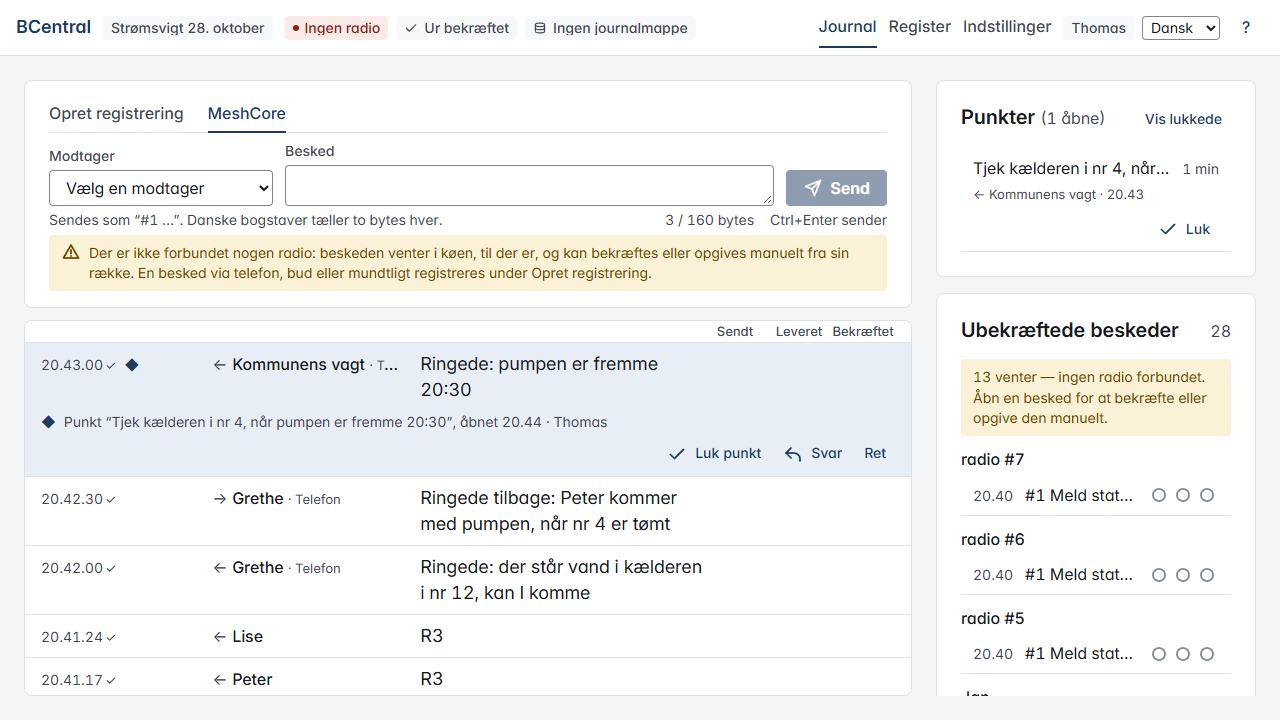 BCentral
Strømsvigt 28. oktober
Ingen radio
Ur bekræftet
Ingen journalmappe
Journal
Register
Indstillinger
Thomas
Dansk
?
Opret registrering
MeshCore
Modtager
Besked
Vælg en modtager
Send
Sendes som “#1 …”. Danske bogstaver tæller to bytes hver.
3 / 160 bytes
Ctrl+Enter sender
Der er ikke forbundet nogen radio: beskeden venter i køen, til der er, og kan bekræftes eller opgives manuelt fra sin
række. En besked via telefon, bud eller mundtligt registreres under Opret registrering.
Sendt
Leveret
Bekræftet
20.43.00 ✓ ◆ ← Kommunens vagt · T… Ringede: pumpen er fremme
20:30
◆ Punkt “Tjek kælderen i nr 4, når pumpen er fremme 20:30”, åbnet 20.44 · Thomas
Luk punkt
Svar
Ret
20.42.30 ✓ → Grethe · Telefon Ringede tilbage: Peter kommer
med pumpen, når nr 4 er tømt
20.42.00 ✓ ← Grethe · Telefon Ringede: der står vand i kælderen
i nr 12, kan I komme
20.41.24 ✓ ← Lise R3
20.41.17 ✓ ← Peter R3
Punkter (1 åbne)
Vis lukkede
Tjek kælderen i nr 4, når… 1 min
← Kommunens vagt · 20.43
Luk
Ubekræftede beskeder 28
13 venter — ingen radio forbundet.
Åbn en besked for at bekræfte eller
opgive den manuelt.
radio #7
20.40 #1 Meld stat…
radio #6
20.40 #1 Meld stat…
radio #5
20.40 #1 Meld stat…